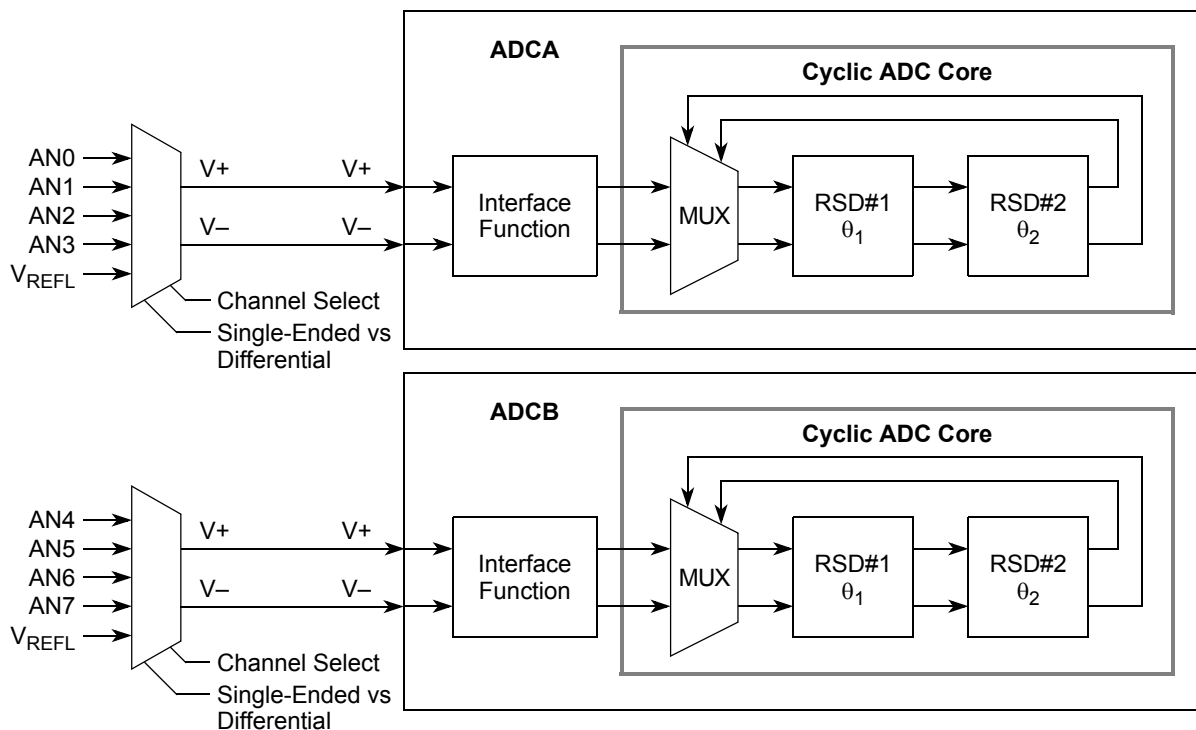 ADCA
Cyclic ADC Core
AN0
AN1
AN2
AN3
VREFL
V+
V–
V+
V–
Channel Select
Single-Ended vs
Differential
Interface
Function
MUX
RSD#1
θ1
RSD#2
θ2
ADCB
Cyclic ADC Core
AN4
AN5
AN6
AN7
VREFL
V+
V–
V+
V–
Channel Select
Single-Ended vs
Differential
Interface
Function
MUX
RSD#1
θ1
RSD#2
θ2